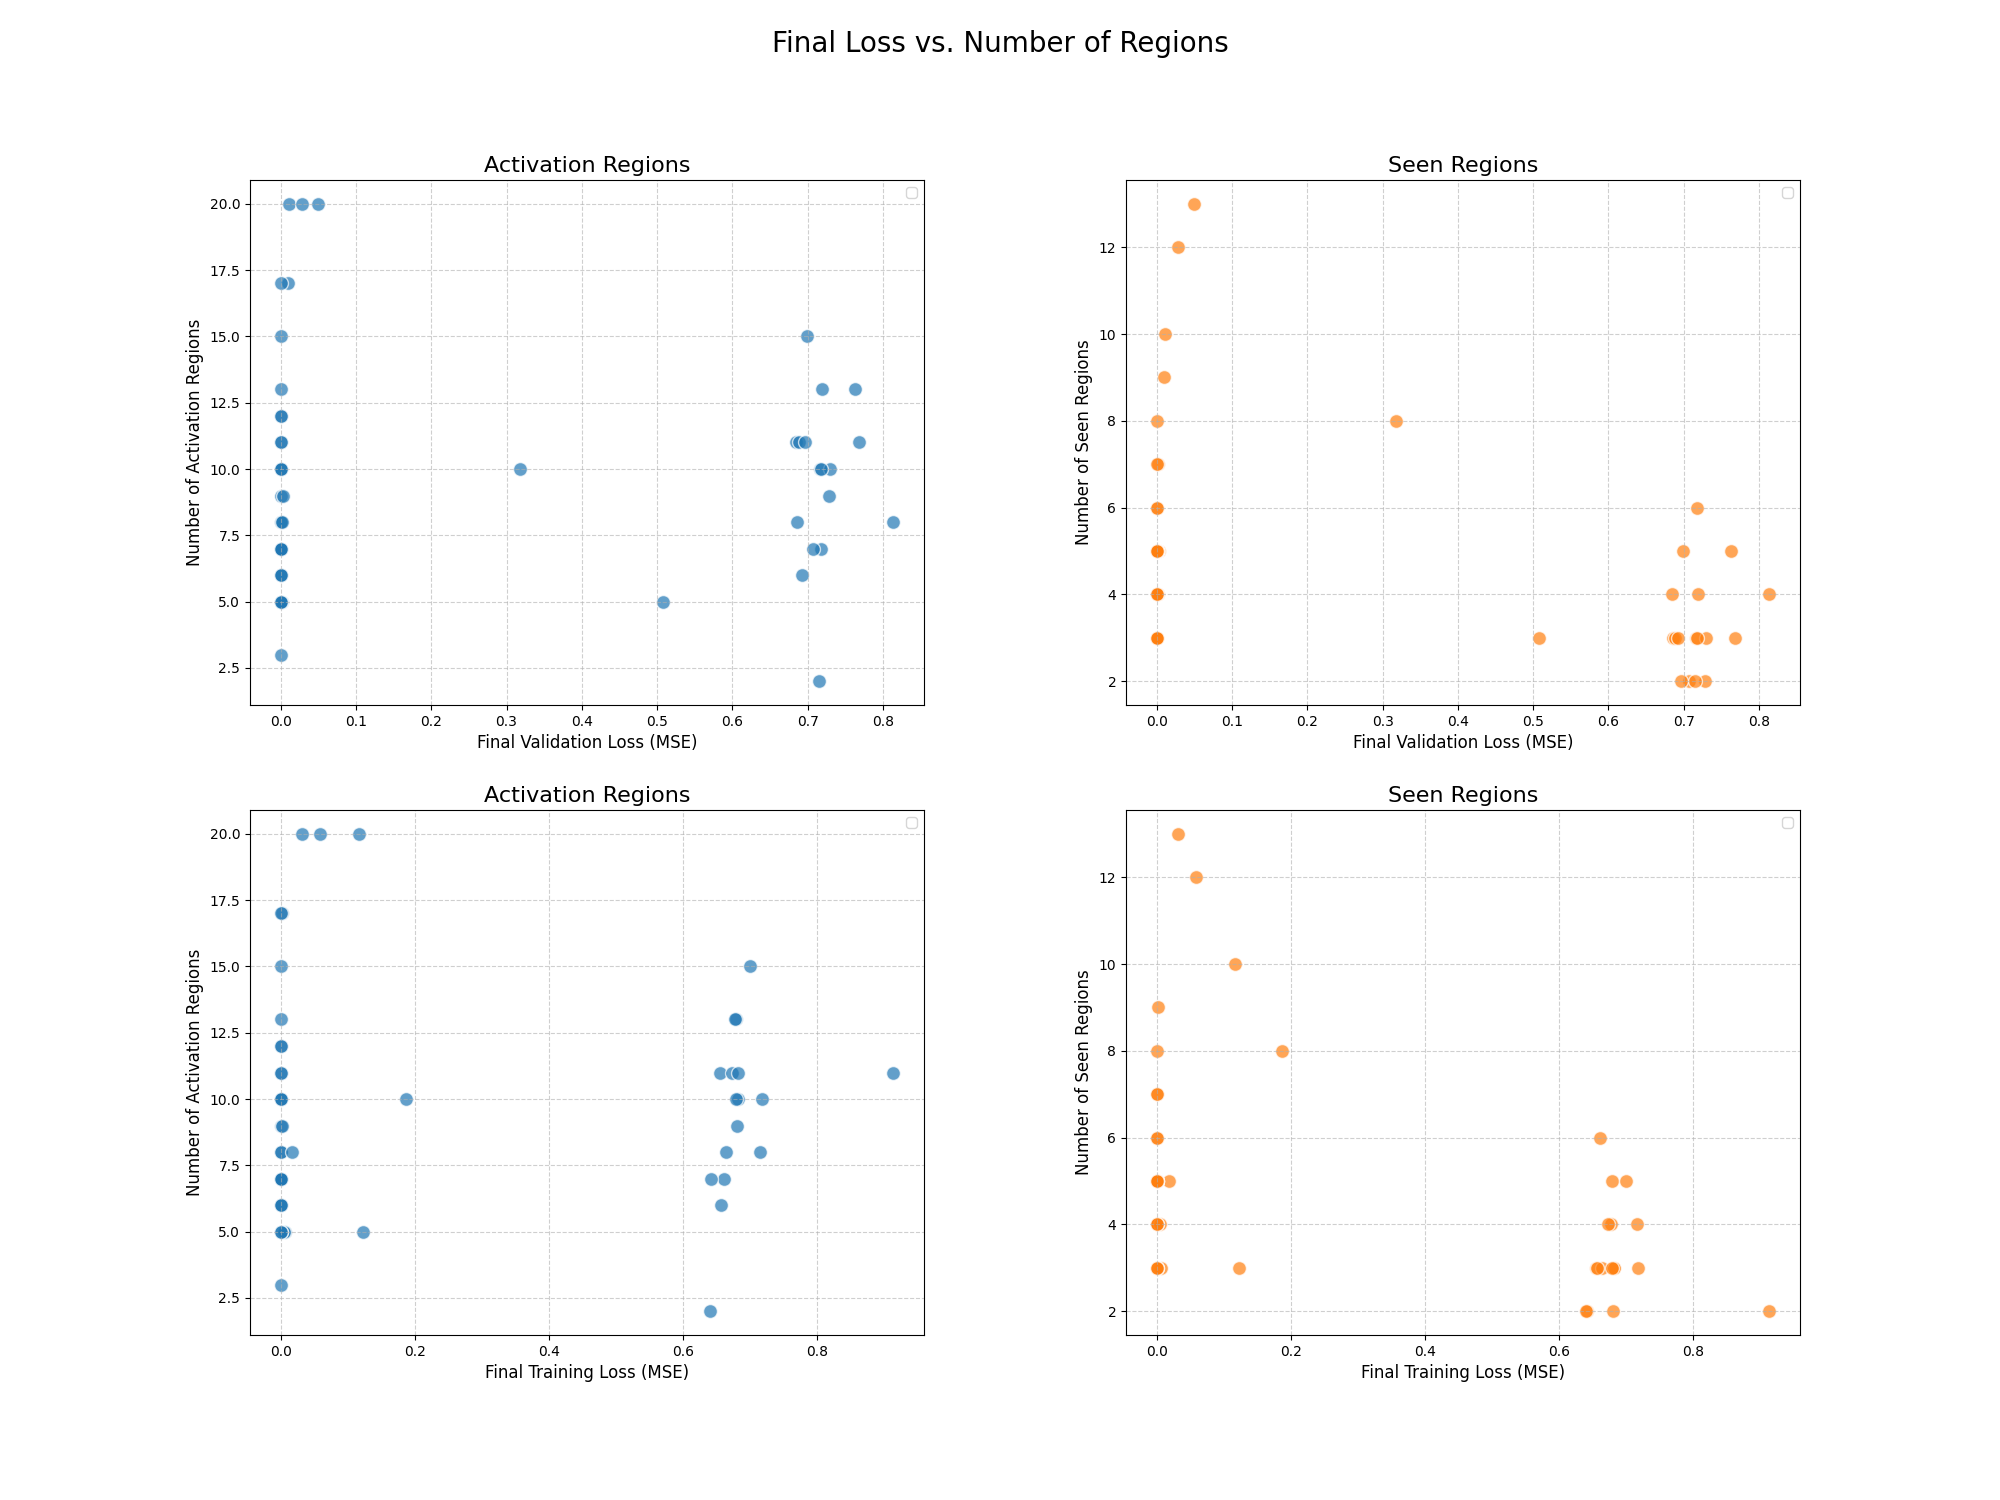 Final Loss vs. Number of Regions
Activation Regions
Number of Activation Regions
20.0
17.5
15.0
12.5
10.0
7.5
5.0
2.5
0.0 0.1 0.2 0.3 0.4 0.5 0.6 0.7 0.8
Final Validation Loss (MSE)
Seen Regions
Number of Seen Regions
12
10
8
6
4
2
0.0 0.1 0.2 0.3 0.4 0.5 0.6 0.7 0.8
Final Validation Loss (MSE)
Activation Regions
Number of Activation Regions
20.0
17.5
15.0
12.5
10.0
7.5
5.0
2.5
0.0 0.2 0.4 0.6 0.8
Final Training Loss (MSE)
Seen Regions
Number of Seen Regions
12
10
8
6
4
2
0.0 0.2 0.4 0.6 0.8
Final Training Loss (MSE)